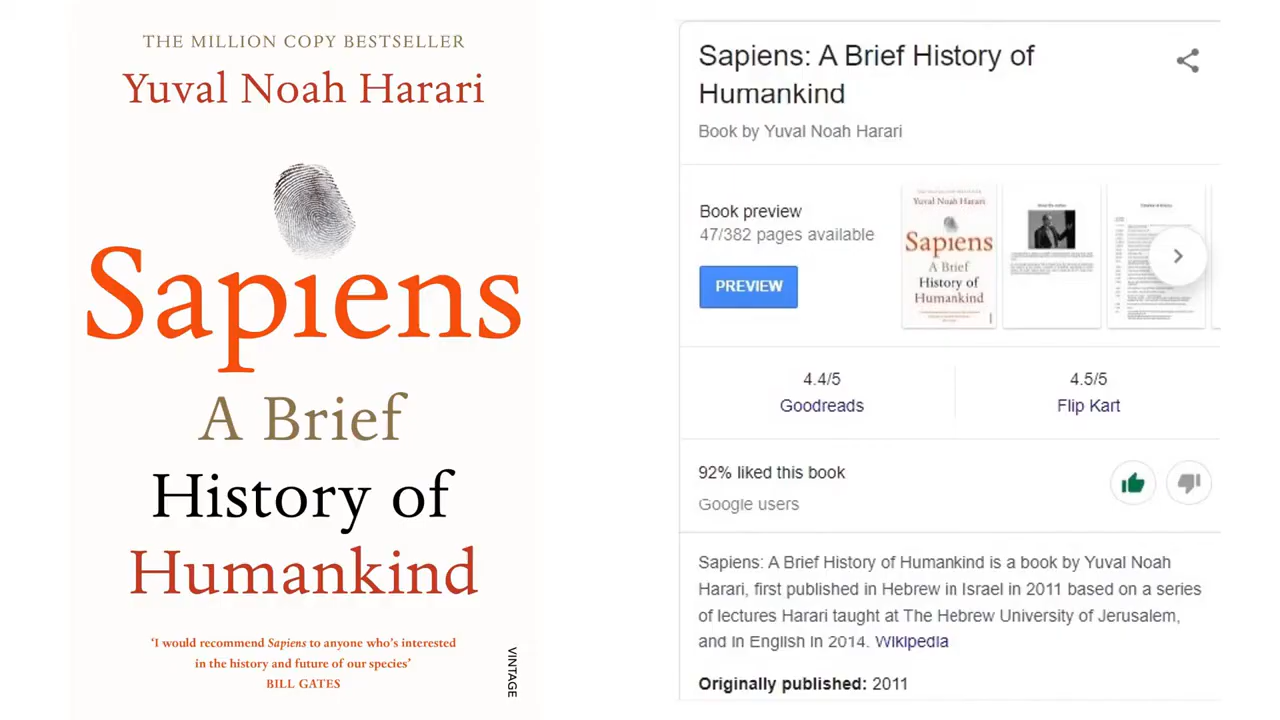 THE MILLION COPY BESTSELLER
Yuval Noah Harari
Sapiens
A Brief
History of
Humankind
‘I would recommend Sapiens to anyone who’s interested
in the history and future of our species’
BILL GATES
VINTAGE
Sapiens: A Brief History of
Humankind
Book by Yuval Noah Harari
Book preview
47/382 pages available
PREVIEW
Yuval Noah Harari
Sapiens
A Brief
History of
Humankind
4.4/5
Goodreads
4.5/5
Flip Kart
92% liked this book
Google users
Sapiens: A Brief History of Humankind is a book by Yuval Noah
Harari, first published in Hebrew in Israel in 2011 based on a series
of lectures Harari taught at The Hebrew University of Jerusalem,
and in English in 2014. Wikipedia
Originally published: 2011